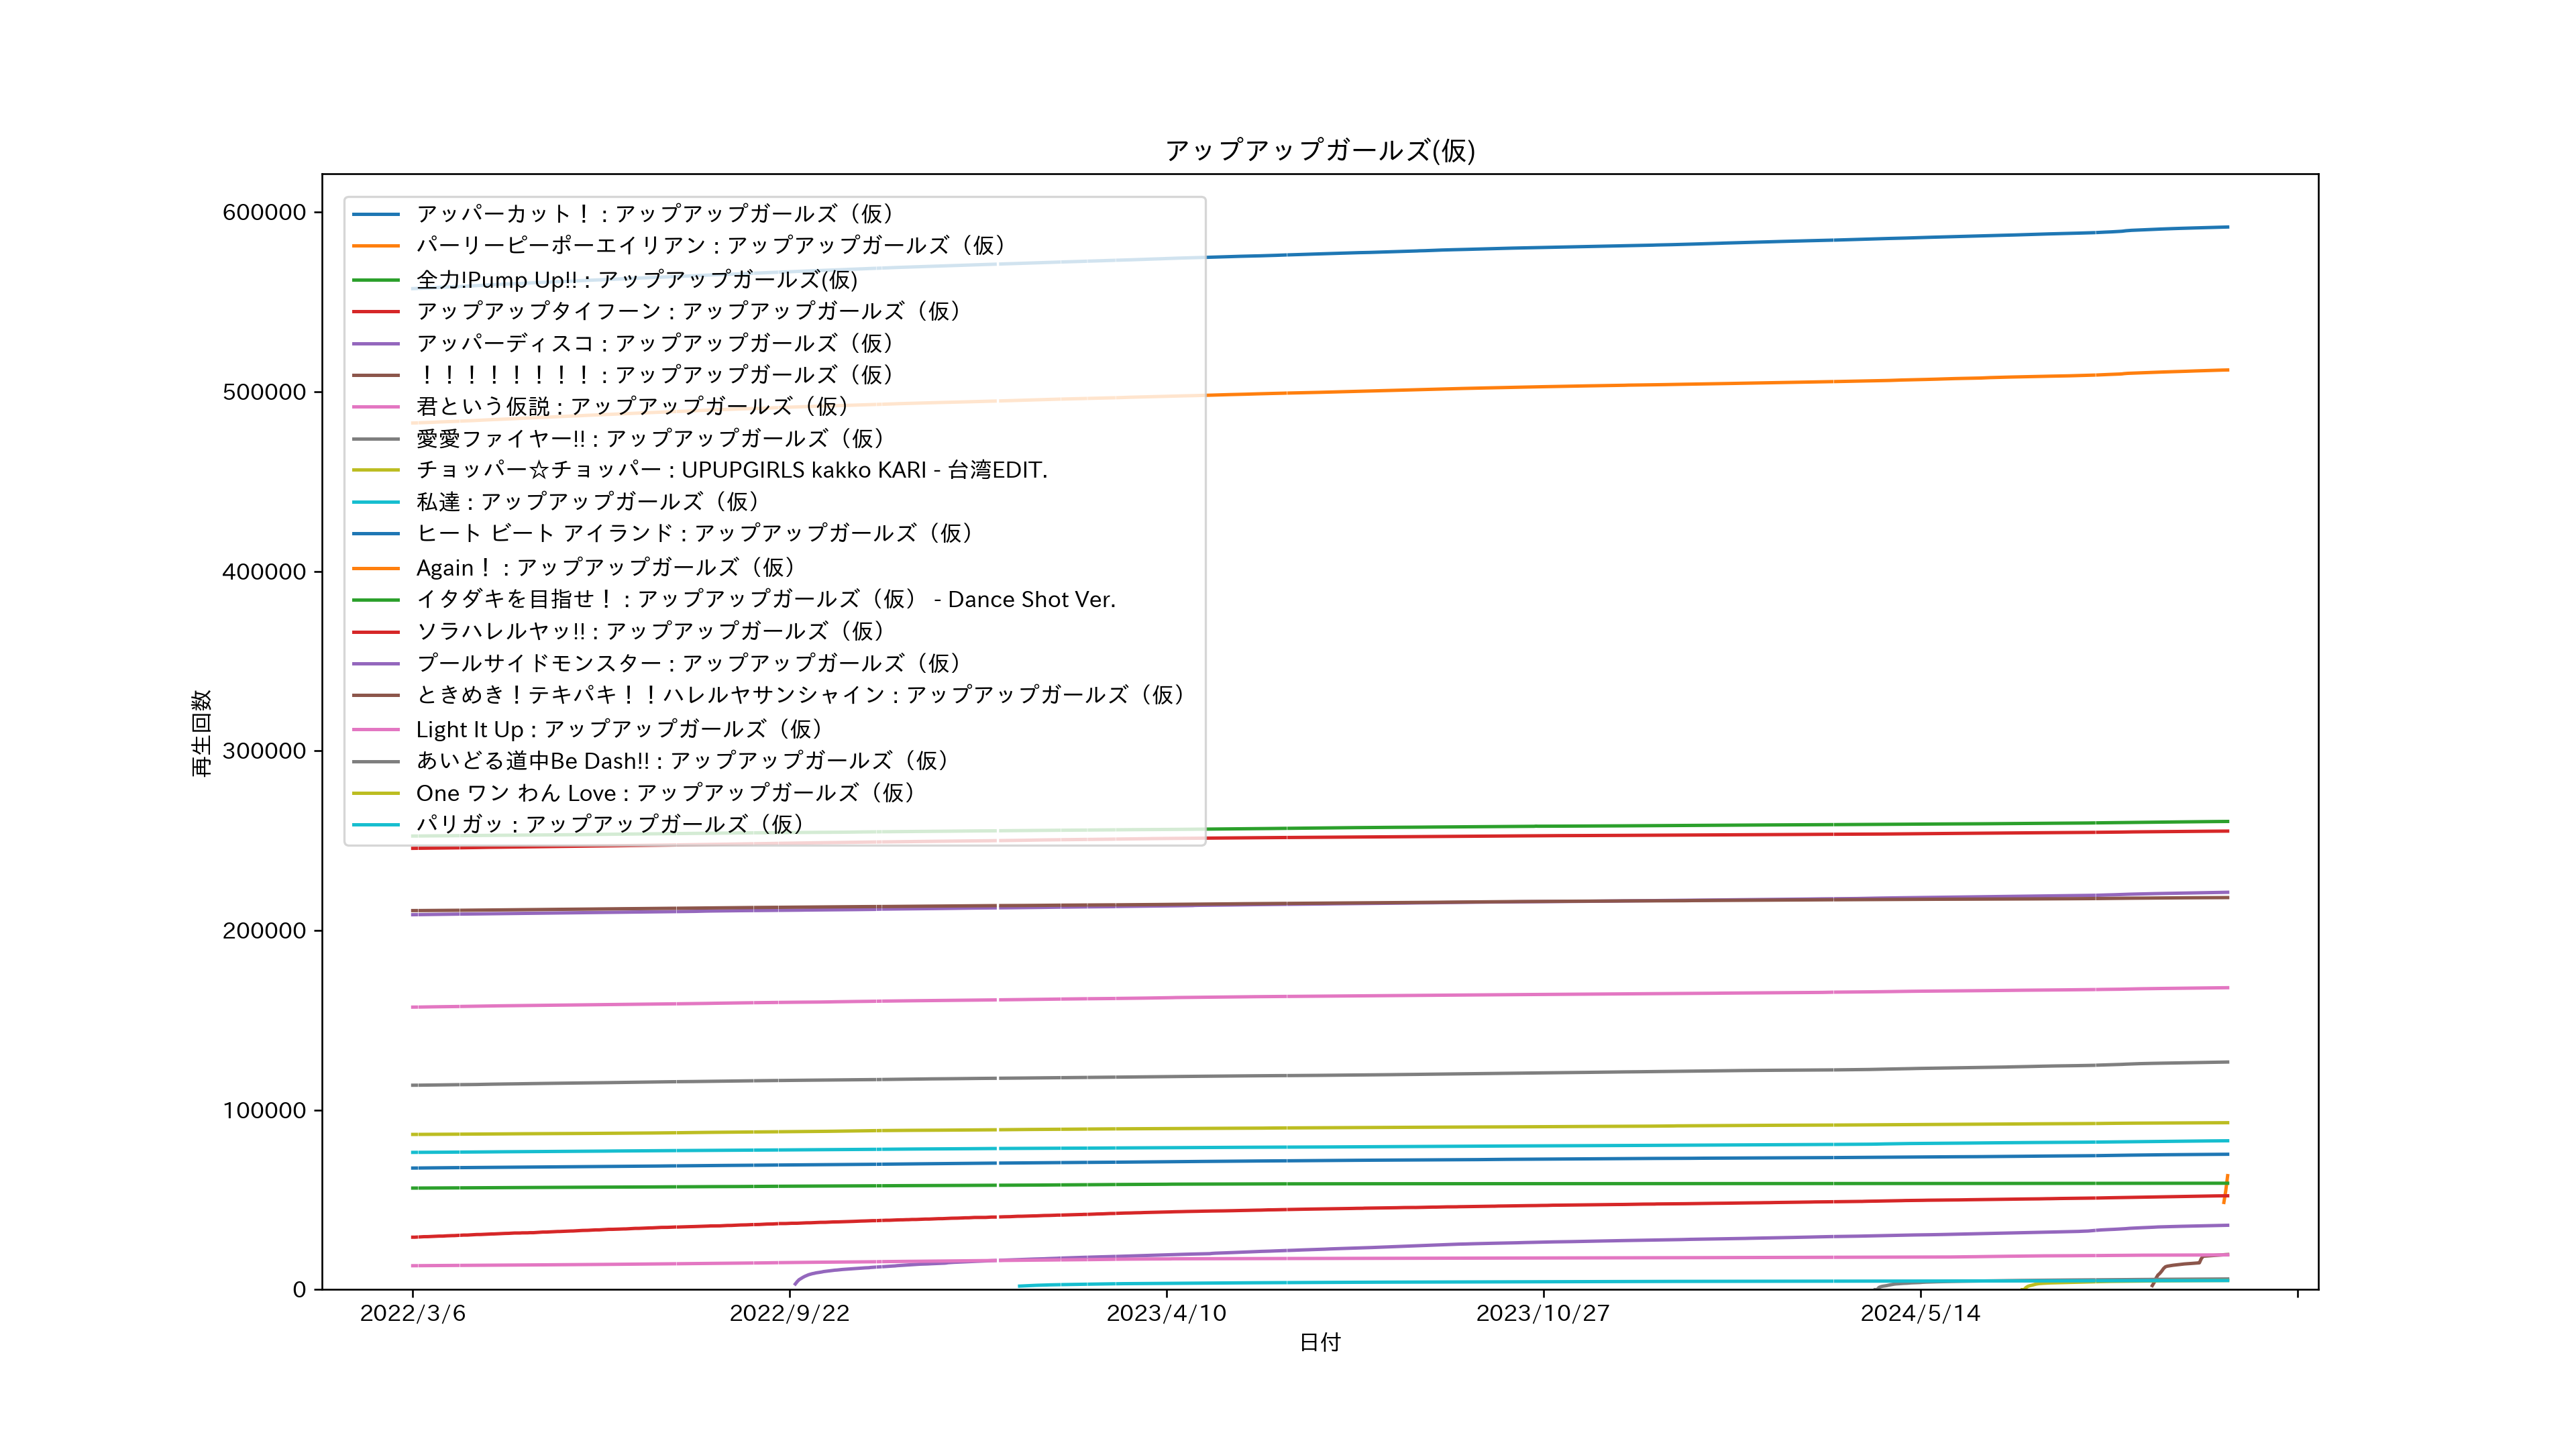 アップアップガールズ(仮)
600000
500000
400000
300000
200000
100000
0
再生回数
アッパーカット！ : アップアップガールズ（仮）
パーリーピーポーエイリアン : アップアップガールズ（仮）
全力!Pump Up!! : アップアップガールズ(仮)
アップアップタイフーン : アップアップガールズ（仮）
アッパーディスコ : アップアップガールズ（仮）
！！！！！！！！ : アップアップガールズ（仮）
君という仮説 : アップアップガールズ（仮）
愛愛ファイヤー!! : アップアップガールズ（仮）
チョッパー☆チョッパー : UPUPGIRLS kakko KARI - 台湾EDIT.
私達 : アップアップガールズ（仮）
ヒート ビート アイランド : アップアップガールズ（仮）
Again！ : アップアップガールズ（仮）
イタダキを目指せ！ : アップアップガールズ（仮） - Dance Shot Ver.
ソラハレルヤッ!! : アップアップガールズ（仮）
プールサイドモンスター : アップアップガールズ（仮）
ときめき！テキパキ！！ハレルヤサンシャイン : アップアップガールズ（仮）
Light It Up : アップアップガールズ（仮）
あいどる道中Be Dash!! : アップアップガールズ（仮）
One ワン わん Love : アップアップガールズ（仮）
パリガッ : アップアップガールズ（仮）
2022/3/6 2022/9/22 2023/4/10 2023/10/27 2024/5/14
日付